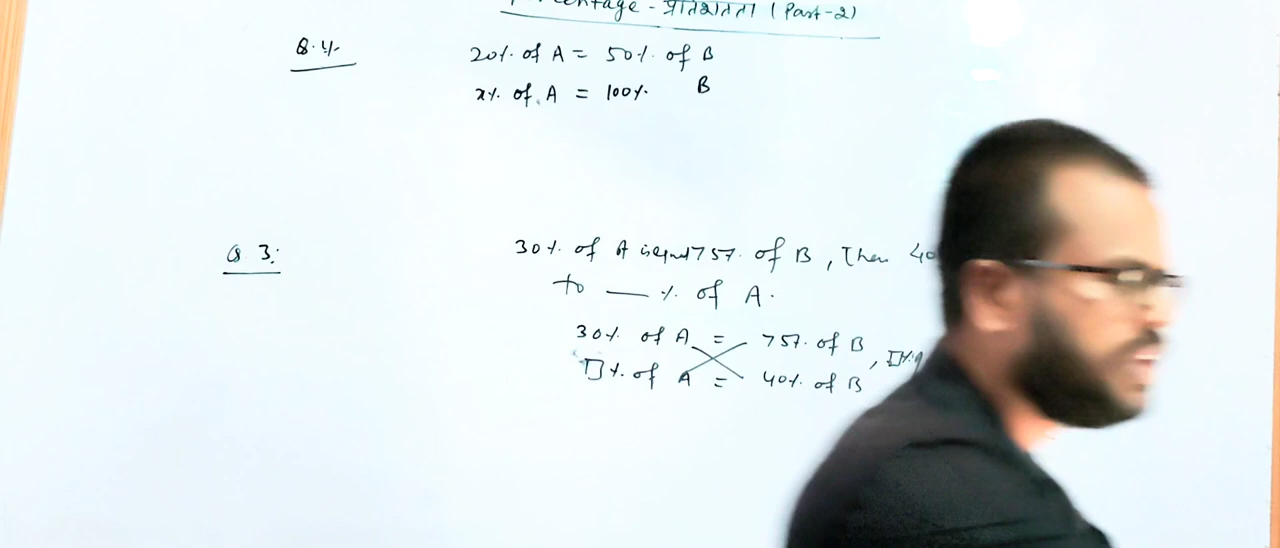 Percentage - प्रतिशतता (Part-2)
Q.4.
20% of A = 50% of B
x% of A = 100% B
Q 3:
30% of A is equal 75% of B, Then 40
to __ % of A.
30% of A = 75% of B
□% of A = 40% of B